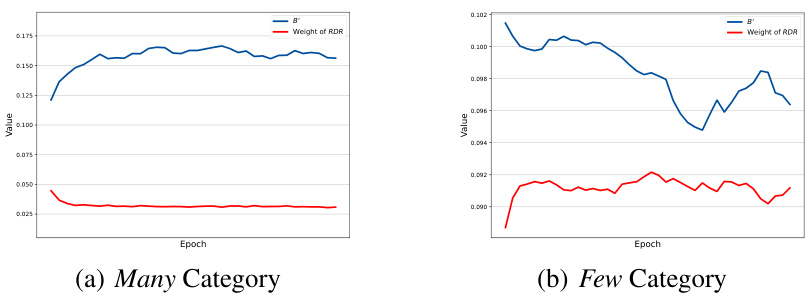 B′
Weight of RDR
0.175
0.150
0.125
0.100
0.075
0.050
0.025
Value
Epoch
(a) Many Category
B′
Weight of RDR
0.102
0.100
0.098
0.096
0.094
0.092
0.090
Value
Epoch
(b) Few Category